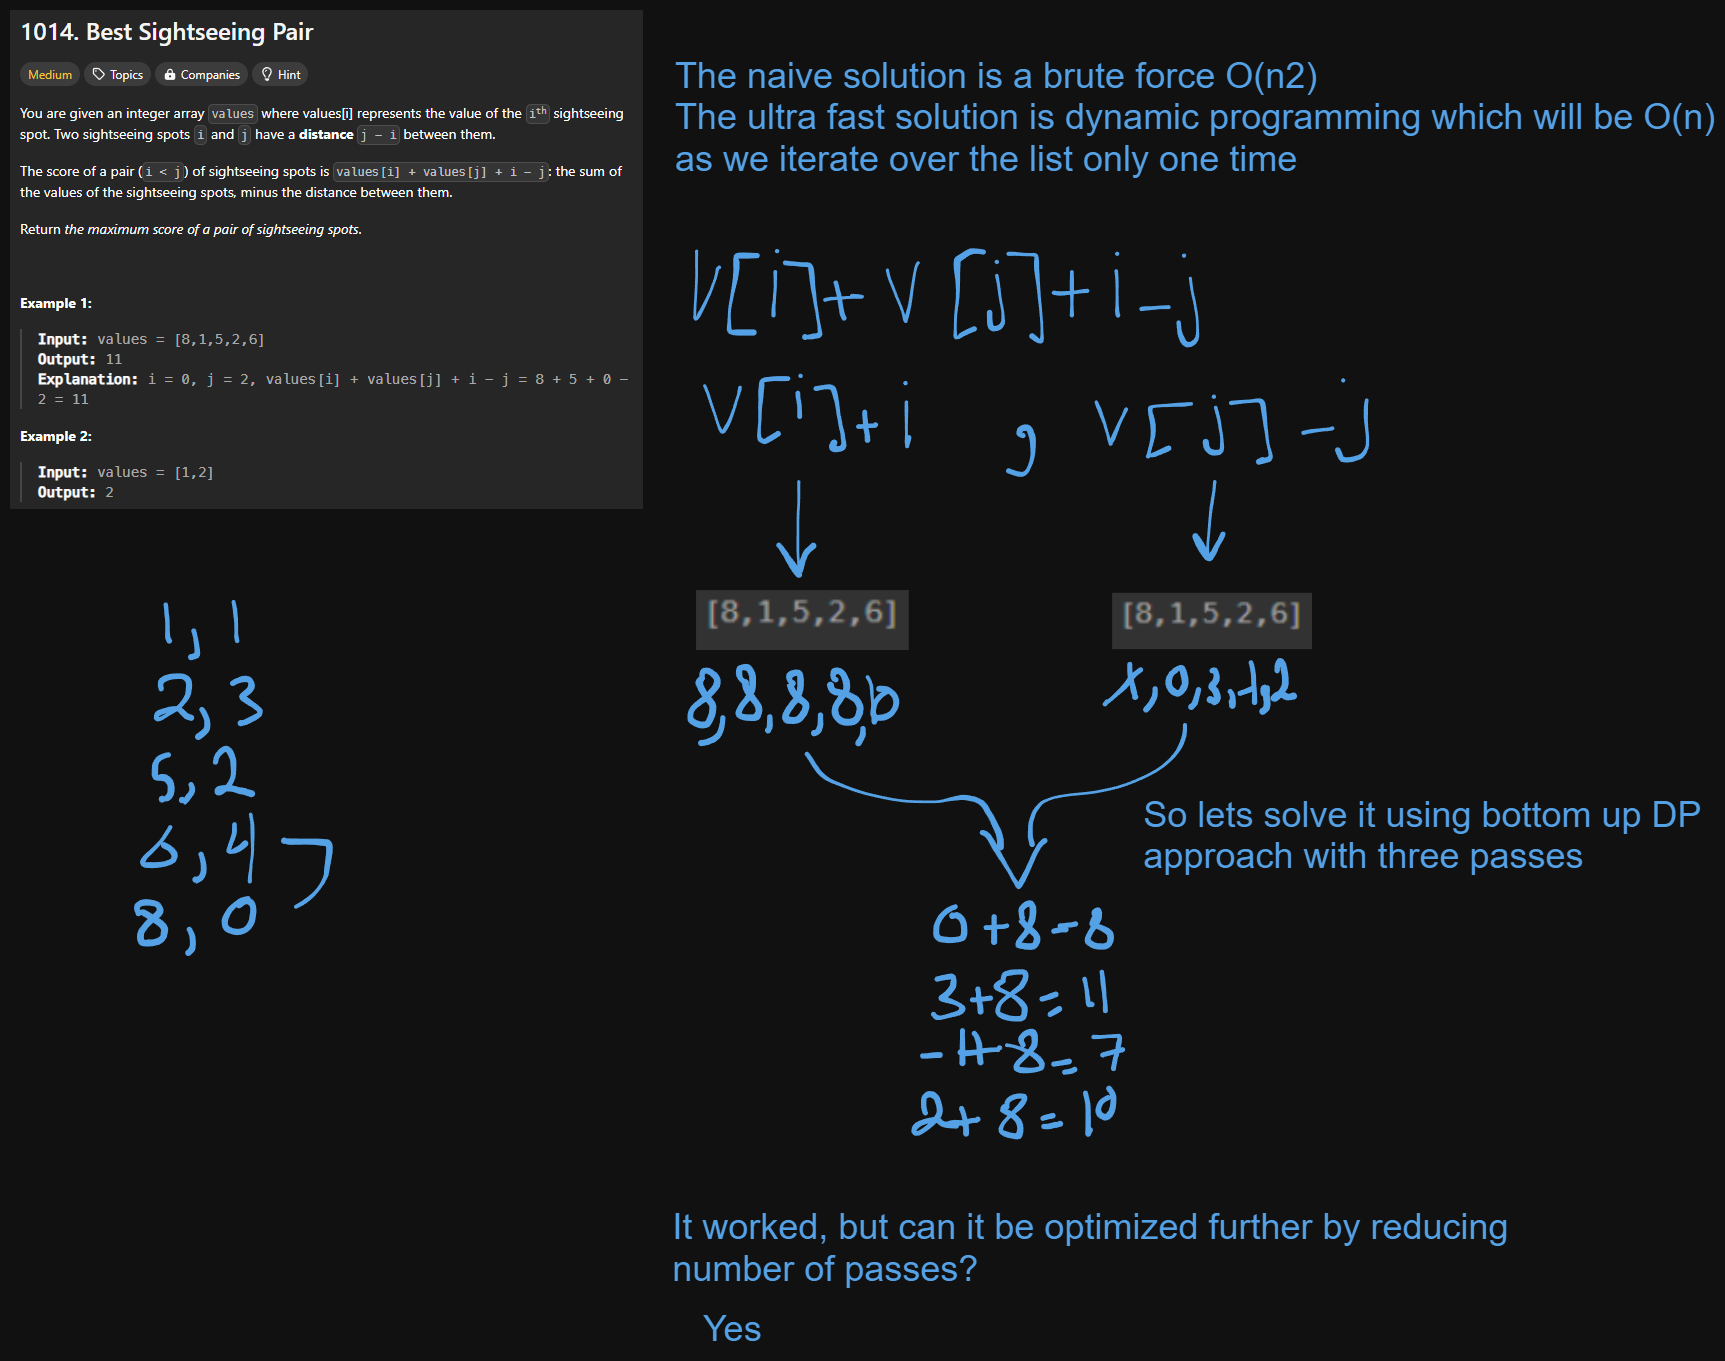 1014. Best Sightseeing Pair
Medium Topics Companies Hint
You are given an integer array values where values[i] represents the value of the ith sightseeing
spot. Two sightseeing spots i and j have a distance j - i between them.
The score of a pair (i < j) of sightseeing spots is values[i] + values[j] + i - j: the sum of
the values of the sightseeing spots, minus the distance between them.
Return the maximum score of a pair of sightseeing spots.
Example 1:
Input: values = [8,1,5,2,6]
Output: 11
Explanation: i = 0, j = 2, values[i] + values[j] + i - j = 8 + 5 + 0 -
2 = 11
Example 2:
Input: values = [1,2]
Output: 2
The naive solution is a brute force O(n2)
The ultra fast solution is dynamic programming which will be O(n)
as we iterate over the list only one time
V[i]+V[j]+i-j
V[i]+i , V[j]-j
[8,1,5,2,6] [8,1,5,2,6]
8,8,8,8,10 x,0,3,-1,2
1,1
2,3
5,2
6,4
8,0
So lets solve it using bottom up DP
approach with three passes
0+8=8
3+8=11
-1+8=7
2+8=10
It worked, but can it be optimized further by reducing
number of passes?
Yes